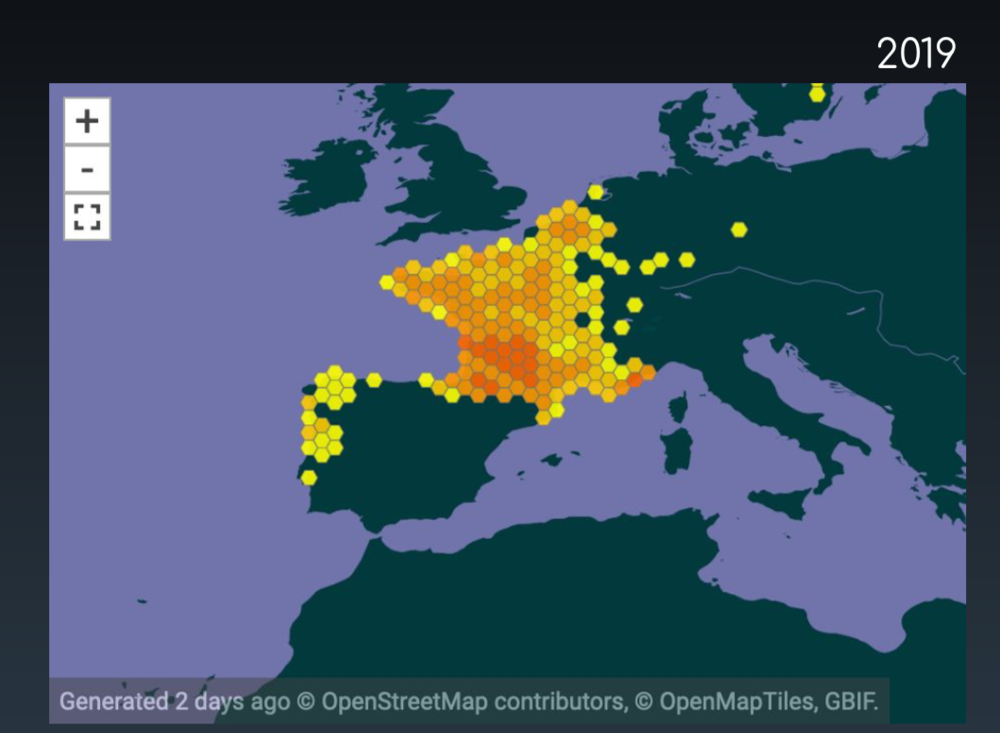 2019
+
-
Generated 2 days ago © OpenStreetMap contributors, © OpenMapTiles, GBIF.